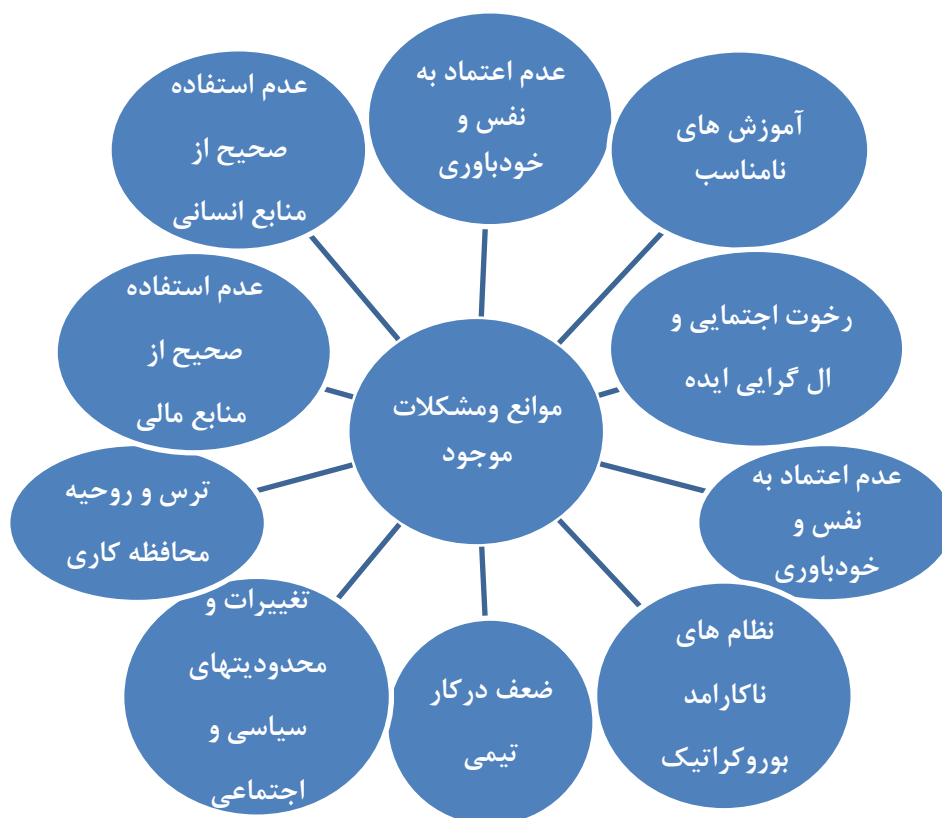 عدم اعتماد به
نفس و
خودباوری
آموزش های
نامناسب
رخوت اجتمایی و
ال گرایی ایده
عدم اعتماد به
نفس و
خودباوری
نظام های
ناکارامد
بوروکراتیک
ضعف درکار
تیمی
تغییرات و
محدودیتهای
سیاسی و
اجتماعی
ترس و روحیه
محافظه کاری
عدم استفاده
صحیح از
منابع مالی
عدم استفاده
صحیح از
منابع انسانی
موانع ومشکلات
موجود